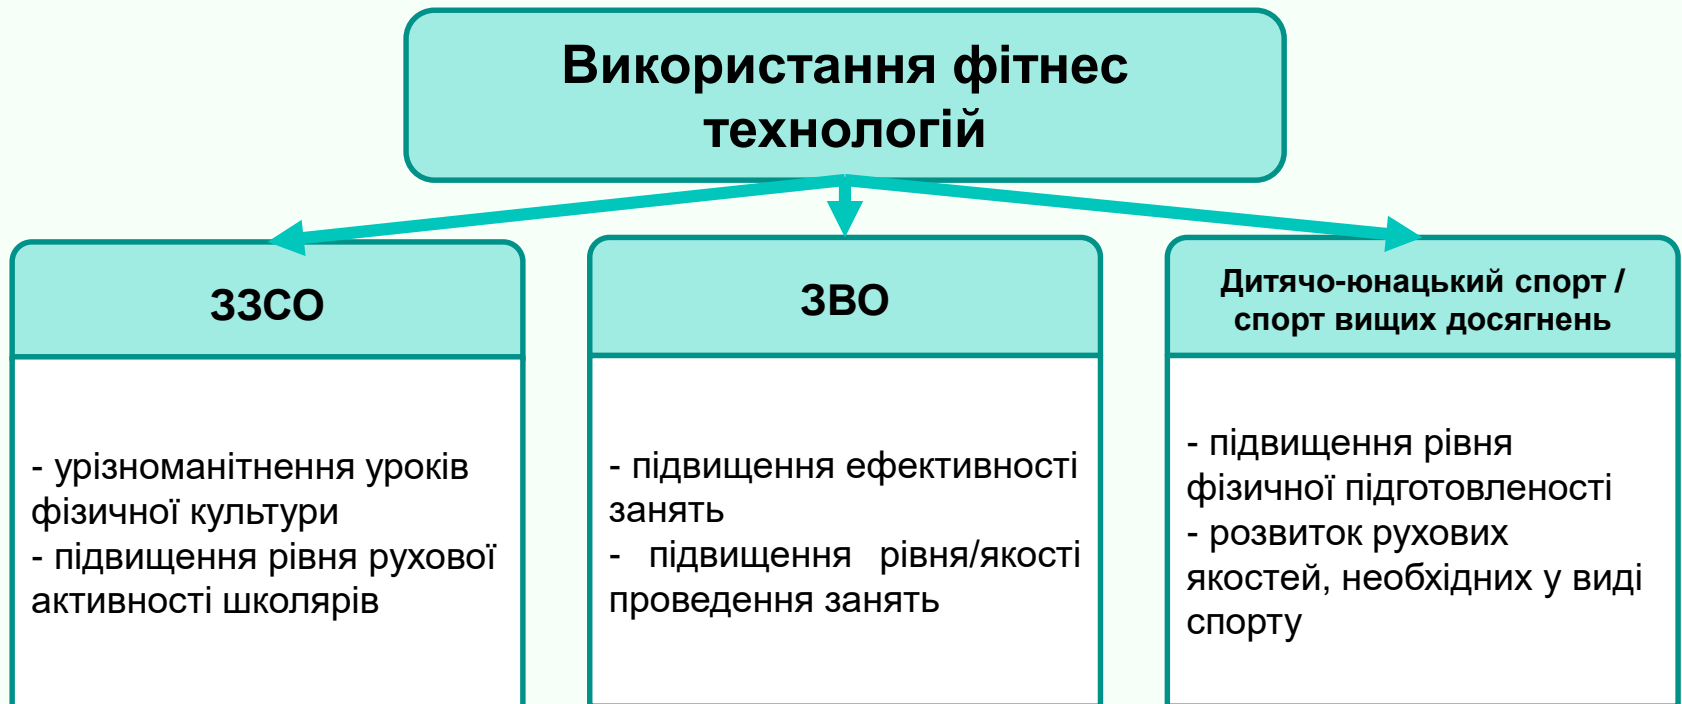 Використання фітнес
технологій
ЗЗСО
- урізноманітнення уроків
фізичної культури
- підвищення рівня рухової
активності школярів
ЗВО
- підвищення ефективності
занять
- підвищення рівня/якості
проведення занять
Дитячо-юнацький спорт /
спорт вищих досягнень
- підвищення рівня
фізичної підготовленості
- розвиток рухових
якостей, необхідних у виді
спорту